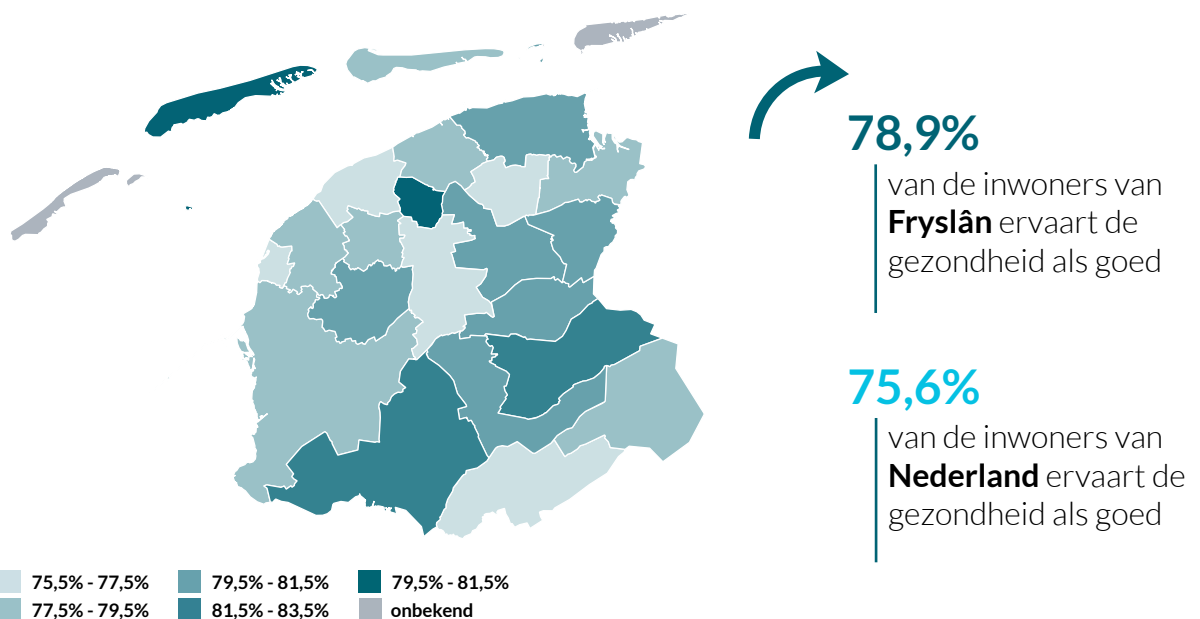 78,9%
van de inwoners van
Fryslân ervaart de
gezondheid als goed
75,6%
van de inwoners van
Nederland ervaart de
gezondheid als goed
75,5% - 77,5%
77,5% - 79,5%
79,5% - 81,5%
81,5% - 83,5%
79,5% - 81,5%
onbekend